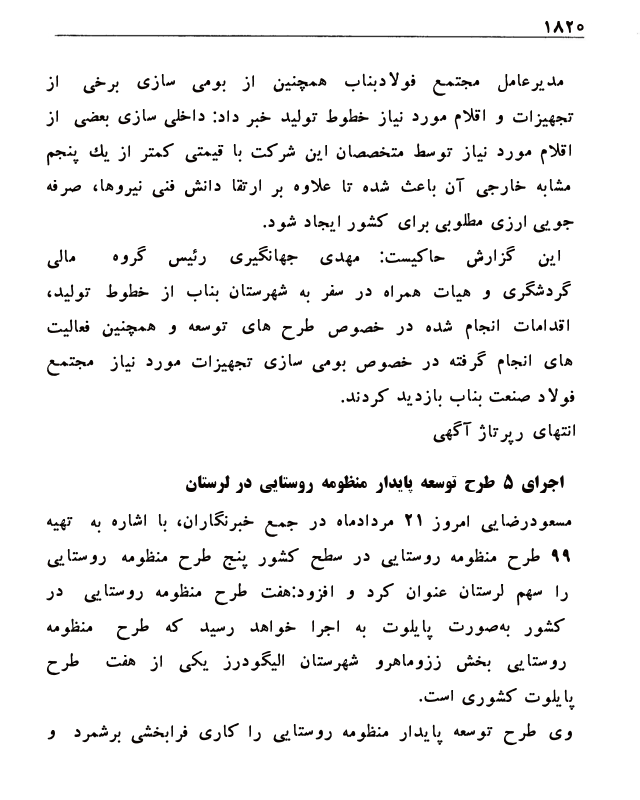 ۱۸۲۰
مدیرعامل مجتمع فولادبناب همچنین از بومی سازی برخی از
تجهیزات و اقلام مورد نیاز خطوط تولید خبر داد: داخلی سازی بعضی از
اقلام مورد نیاز توسط متخصصان این شرکت با قیمتی کمتر از یك پنجم
مشابه خارجی آن باعث شده تا علاوه بر ارتقا دانش فنی نیروها، صرفه
جویی ارزی مطلوبی برای کشور ایجاد شود.
این گزارش حاکیست: مهدی جهانگیری رئیس گروه مالی
گردشگری و هیات همراه در سفر به شهرستان بناب از خطوط تولید،
اقدامات انجام شده در خصوص طرح های توسعه و همچنین فعالیت
های انجام گرفته در خصوص بومی سازی تجهیزات مورد نیاز مجتمع
فولاد صنعت بناب بازدید کردند.
انتهای رپرتاژ آگهی
اجرای ۵ طرح توسعه پایدار منظومه روستایی در لرستان
مسعودرضایی امروز ۲۱ مردادماه در جمع خبرنگاران، با اشاره به تهیه
۹۹ طرح منظومه روستایی در سطح کشور پنج طرح منظومه روستایی
را سهم لرستان عنوان کرد و افزود:هفت طرح منظومه روستایی در
کشور به‌صورت پایلوت به اجرا خواهد رسید که طرح منظومه
روستایی بخش ززوماهرو شهرستان الیگودرز یکی از هفت طرح
پایلوت کشوری است.
وی طرح توسعه پایدار منظومه روستایی را کاری فرابخشی برشمرد و